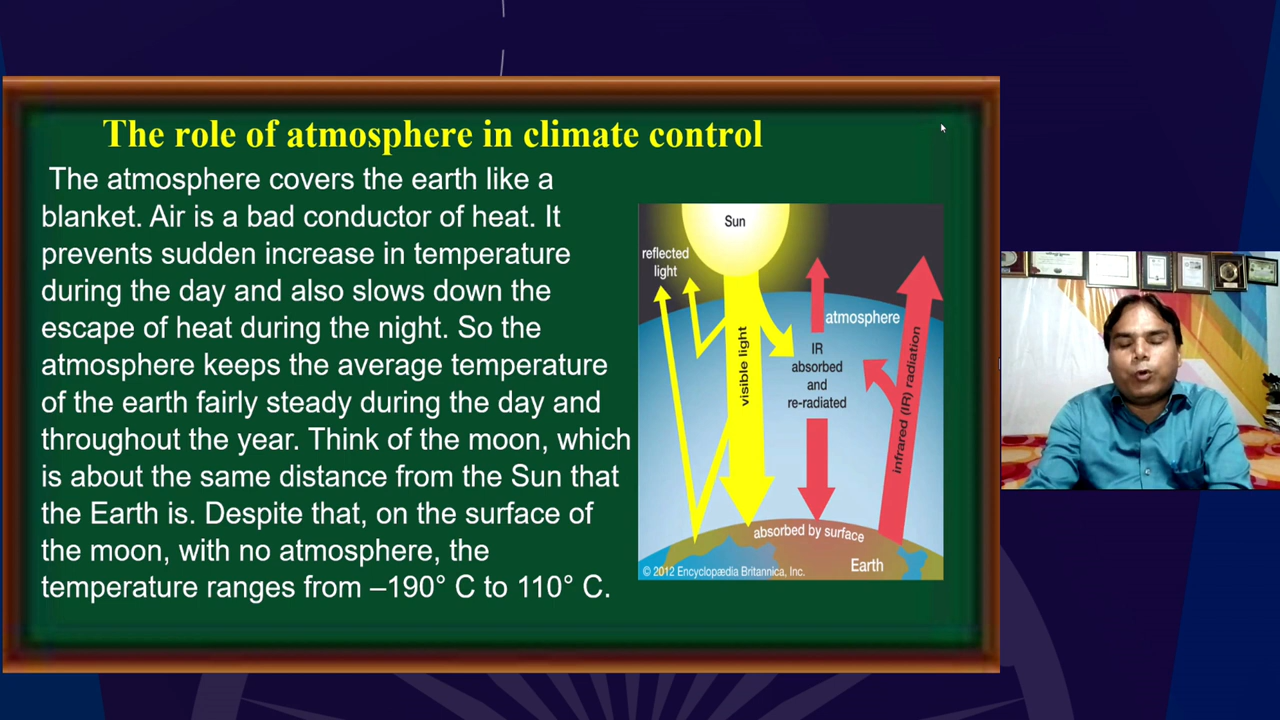 The role of atmosphere in climate control
The atmosphere covers the earth like a
blanket. Air is a bad conductor of heat. It
prevents sudden increase in temperature
during the day and also slows down the
escape of heat during the night. So the
atmosphere keeps the average temperature
of the earth fairly steady during the day and
throughout the year. Think of the moon, which
is about the same distance from the Sun that
the Earth is. Despite that, on the surface of
the moon, with no atmosphere, the
temperature ranges from –190° C to 110° C.
Sun
reflected
light
visible light
atmosphere
IR
absorbed
and
re-radiated
infrared (IR) radiation
absorbed by surface
Earth
© 2012 Encyclopædia Britannica, Inc.